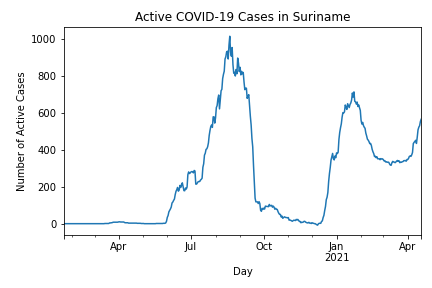 Active COVID-19 Cases in Suriname
1000
800
600
400
200
0
Number of Active Cases
Apr
Jul
Oct
Jan
2021
Apr
Day